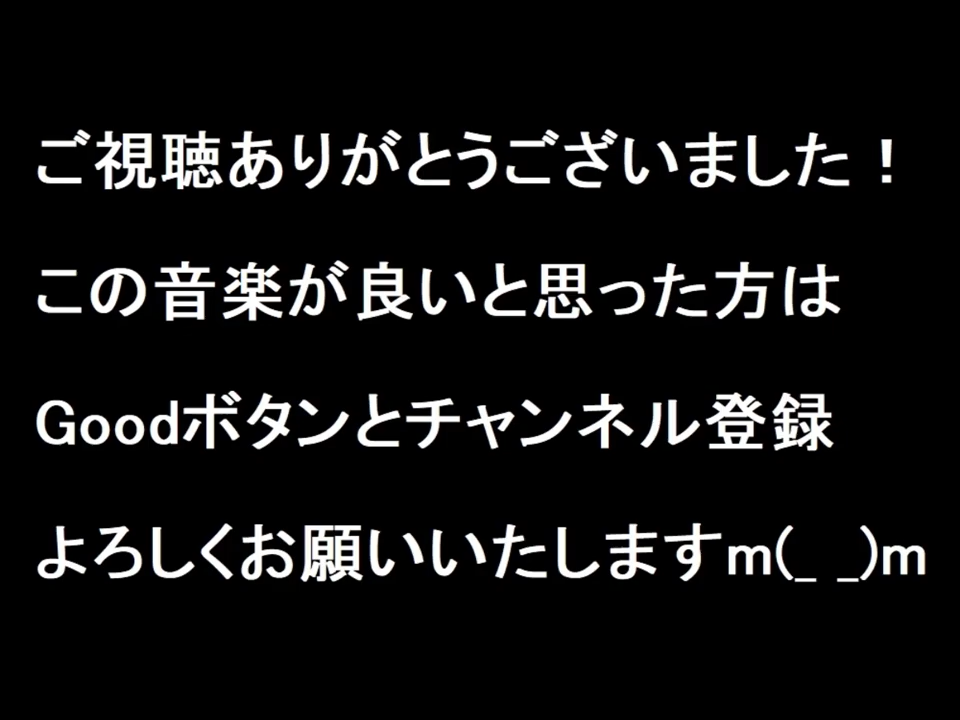 ご視聴ありがとうございました！
この音楽が良いと思った方は
Goodボタンとチャンネル登録
よろしくお願いいたしますm(_ _)m